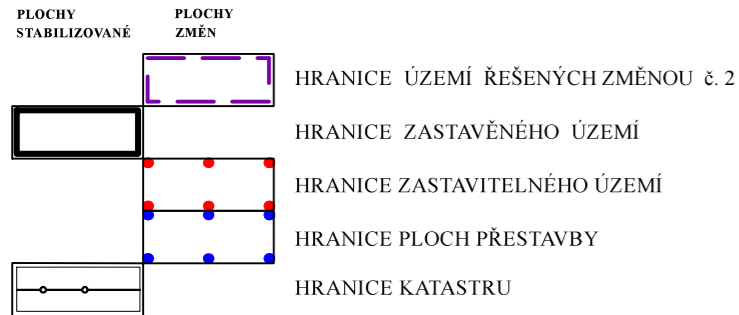 PLOCHY STABILIZOVANÉ
PLOCHY ZMĚN
HRANICE ÚZEMÍ ŘEŠENÝCH ZMĚNOU č. 2
HRANICE ZASTAVĚNÉHO ÚZEMÍ
HRANICE ZASTAVITELNÉHO ÚZEMÍ
HRANICE PLOCH PŘESTAVBY
HRANICE KATASTRU